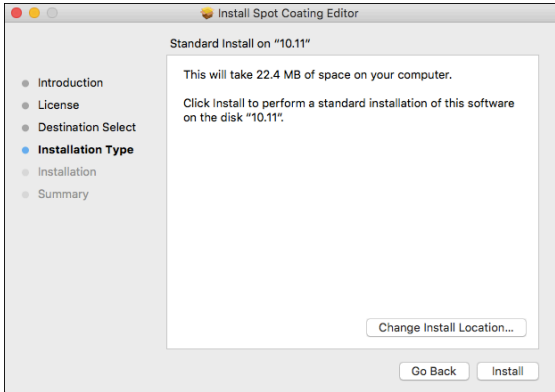 Install Spot Coating Editor
Standard Install on “10.11”
Introduction
License
Destination Select
Installation Type
Installation
Summary
This will take 22.4 MB of space on your computer.
Click Install to perform a standard installation of this software
on the disk “10.11”.
Change Install Location...
Go Back
Install